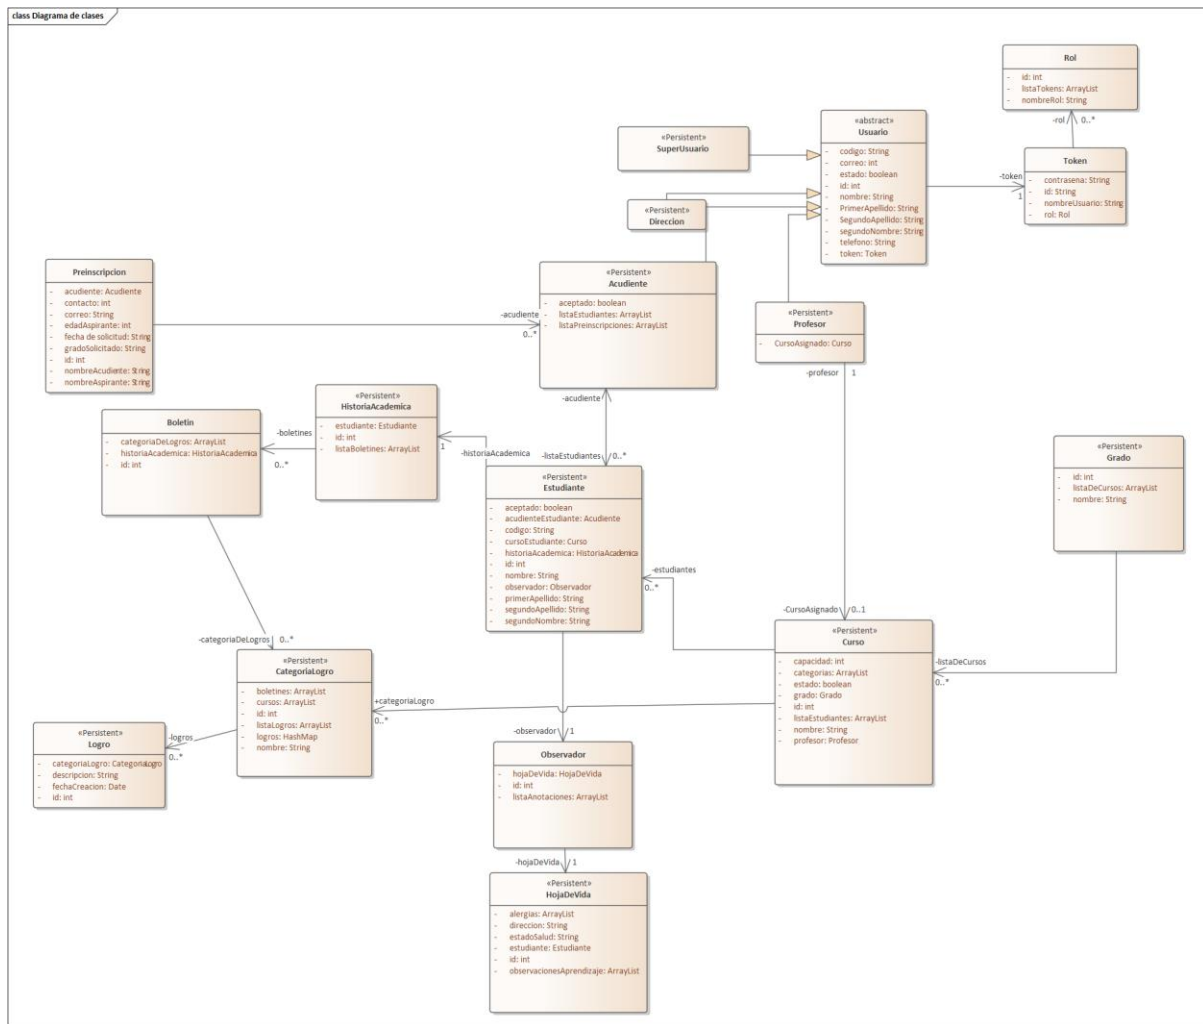 class Diagrama de clases
Rol
- id: int
- listaTokens: ArrayList
- nombreRol: String
-rol
0..*
«abstract»
Usuario
- codigo: String
- correo: int
- estado: boolean
- id: int
- nombre: String
- PrimerApellido: String
- SegundoApellido: String
- segundoNombre: String
- telefono: String
- token: Token
«Persistent»
SuperUsuario
Token
- contrasena: String
- id: String
- nombreUsuario: String
- rol: Rol
-token
1
«Persistent»
Direccion
Preinscripcion
- acudiente: Acudiente
- contacto: int
- correo: String
- edadAspirante: int
- fecha de solicitud: String
- gradoSolicitado: String
- id: int
- nombreAcudiente: String
- nombreAspirante: String
-acudiente
0..*
«Persistent»
Acudiente
- aceptado: boolean
- listaEstudiantes: ArrayList
- listaPreinscripciones: ArrayList
«Persistent»
Profesor
- CursoAsignado: Curso
-profesor
1
-acudiente
«Persistent»
HistoriaAcademica
- estudiante: Estudiante
- id: int
- listaBoletines: ArrayList
Boletin
- categoriaDeLogros: ArrayList
- historiaAcademica: HistoriaAcademica
- id: int
-boletines
0..*
1
-historiaAcademica
-listaEstudiantes
0..*
«Persistent»
Grado
- id: int
- listaDeCursos: ArrayList
- nombre: String
«Persistent»
Estudiante
- aceptado: boolean
- acudienteEstudiante: Acudiente
- codigo: String
- cursoEstudiante: Curso
- historiaAcademica: HistoriaAcademica
- id: int
- nombre: String
- observador: Observador
- primerApellido: String
- segundoApellido: String
- segundoNombre: String
-estudiantes
0..*
-CursoAsignado
0..1
«Persistent»
Curso
- capacidad: int
- categorias: ArrayList
- estado: boolean
- grado: Grado
- id: int
- listaEstudiantes: ArrayList
- nombre: String
- profesor: Profesor
-listaDeCursos
0..*
-categoriaDeLogros
0..*
«Persistent»
CategoriaLogro
- boletines: ArrayList
- cursos: ArrayList
- id: int
- listaLogros: ArrayList
- logros: HashMap
- nombre: String
+categoriaLogro
0..*
-logros
0..*
«Persistent»
Logro
- categoriaLogro: CategoriaLogro
- descripcion: String
- fechaCreacion: Date
- id: int
-observador
1
Observador
- hojaDeVida: HojaDeVida
- id: int
- listaAnotaciones: ArrayList
-hojaDeVida
1
«Persistent»
HojaDeVida
- alergias: ArrayList
- direccion: String
- estadoSalud: String
- estudiante: Estudiante
- id: int
- observacionesAprendizaje: ArrayList